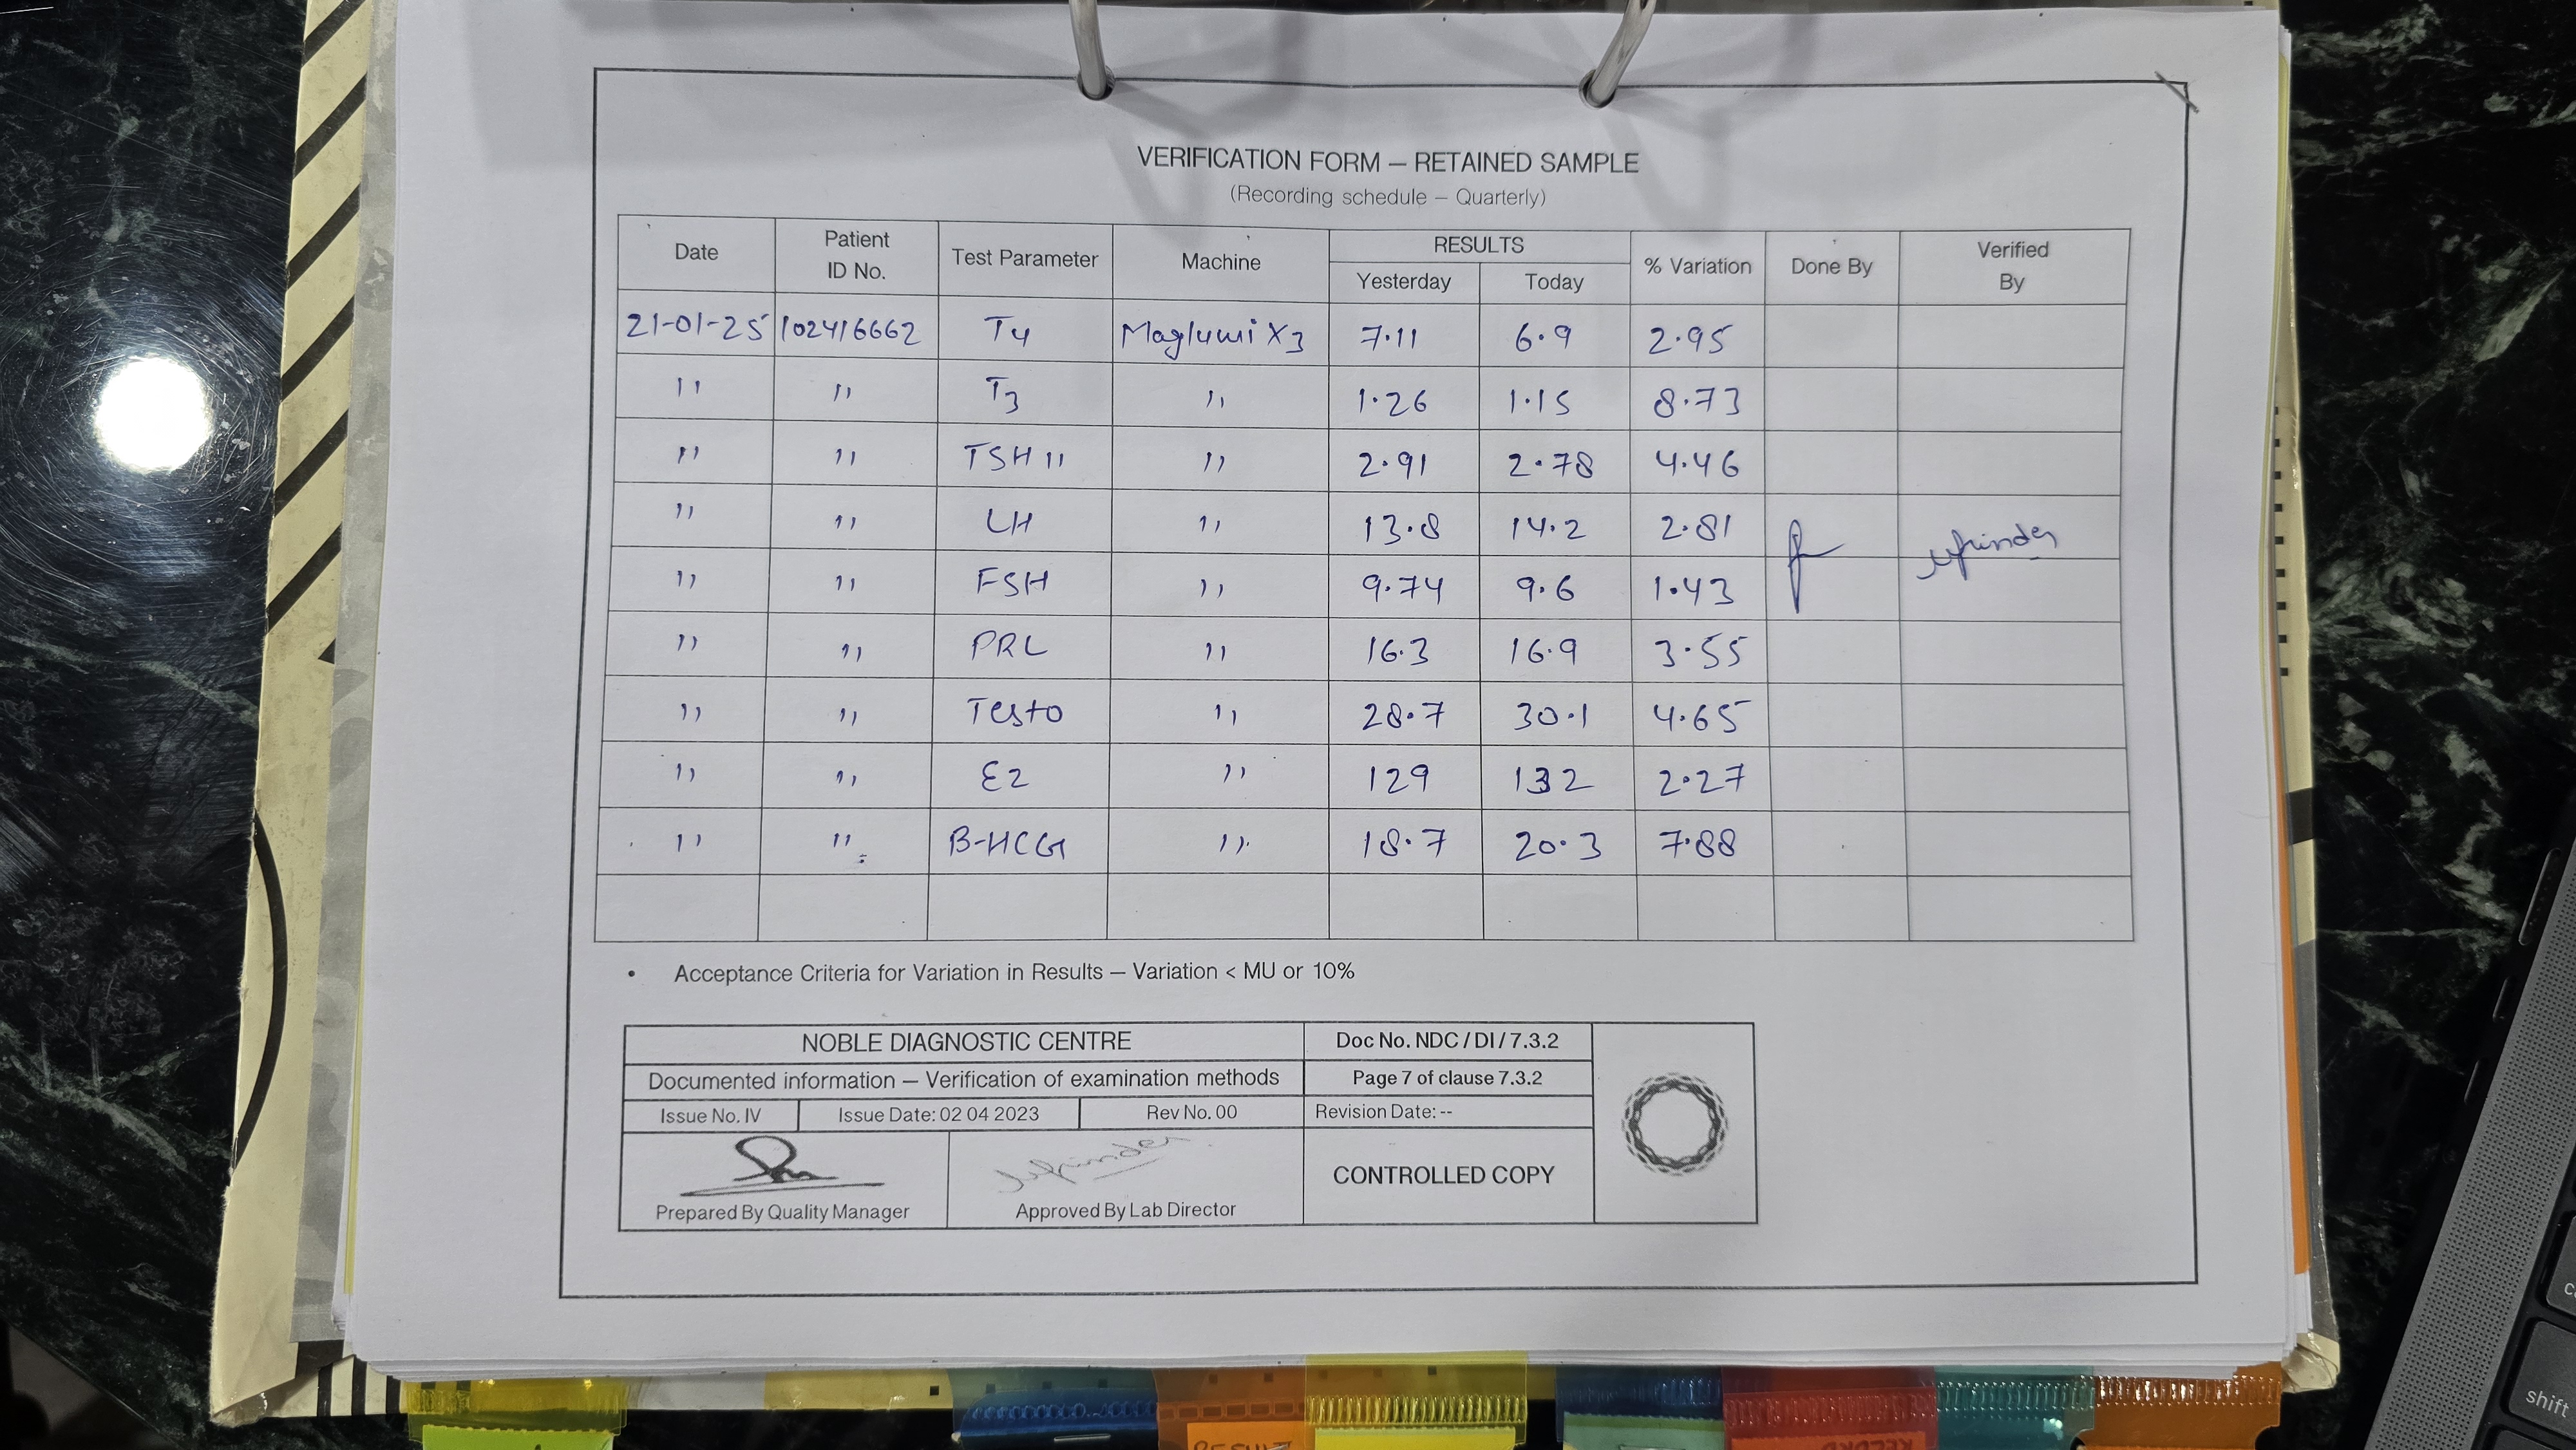 VERIFICATION FORM – RETAINED SAMPLE
(Recording schedule – Quarterly)
Date Patient ID No. Test Parameter Machine RESULTS Yesterday Today % Variation Done By Verified By
21-01-25 102416662 T4 Maglumi X3 7.11 6.9 2.95
" " T3 " 1.26 1.15 8.73
" " TSH II " 2.91 2.78 4.46
" " LH " 13.8 14.2 2.81
" " FSH " 9.74 9.6 1.43
" " PRL " 16.3 16.9 3.55
" " Testo " 28.7 30.1 4.65
" " E2 " 129 132 2.27
" " B-HCG " 18.7 20.3 7.88
• Acceptance Criteria for Variation in Results – Variation < MU or 10%
NOBLE DIAGNOSTIC CENTRE Doc No. NDC / DI / 7.3.2
Documented information – Verification of examination methods Page 7 of clause 7.3.2
Issue No. IV Issue Date: 02 04 2023 Rev No. 00 Revision Date: --
Prepared By Quality Manager Approved By Lab Director CONTROLLED COPY
shift